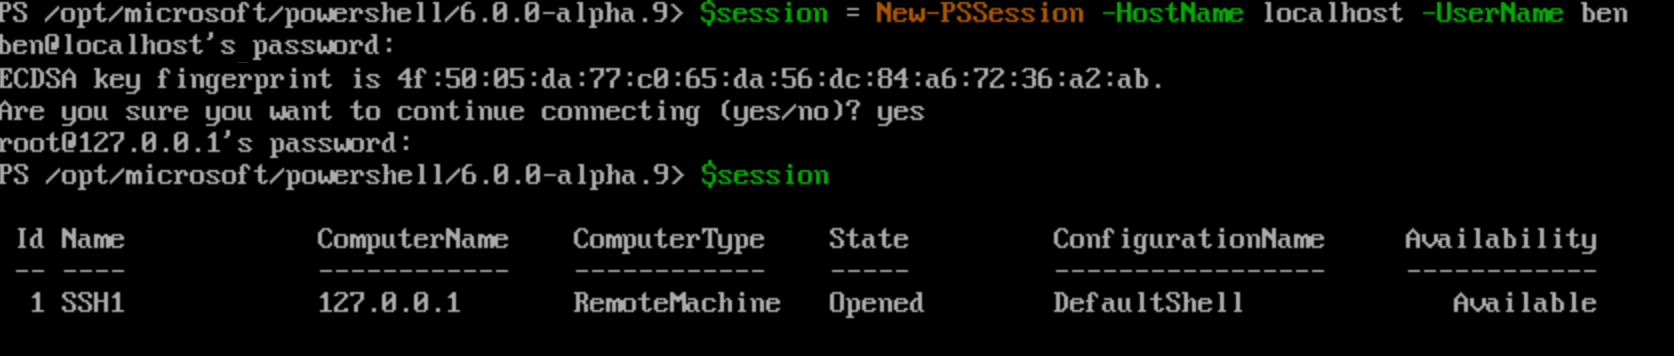 PS /opt/microsoft/powershell/6.0.0-alpha.9> $session = New-PSSession -HostName localhost -UserName ben
ben@localhost's password:
ECDSA key fingerprint is 4f:50:05:da:77:c0:65:da:56:dc:84:a6:72:36:a2:ab.
Are you sure you want to continue connecting (yes/no)? yes
root@127.0.0.1's password:
PS /opt/microsoft/powershell/6.0.0-alpha.9> $session
Id Name ComputerName ComputerType State ConfigurationName Availability
-- ---- ------------ ------------ ----- ----------------- ------------
1 SSH1 127.0.0.1 RemoteMachine Opened DefaultShell Available